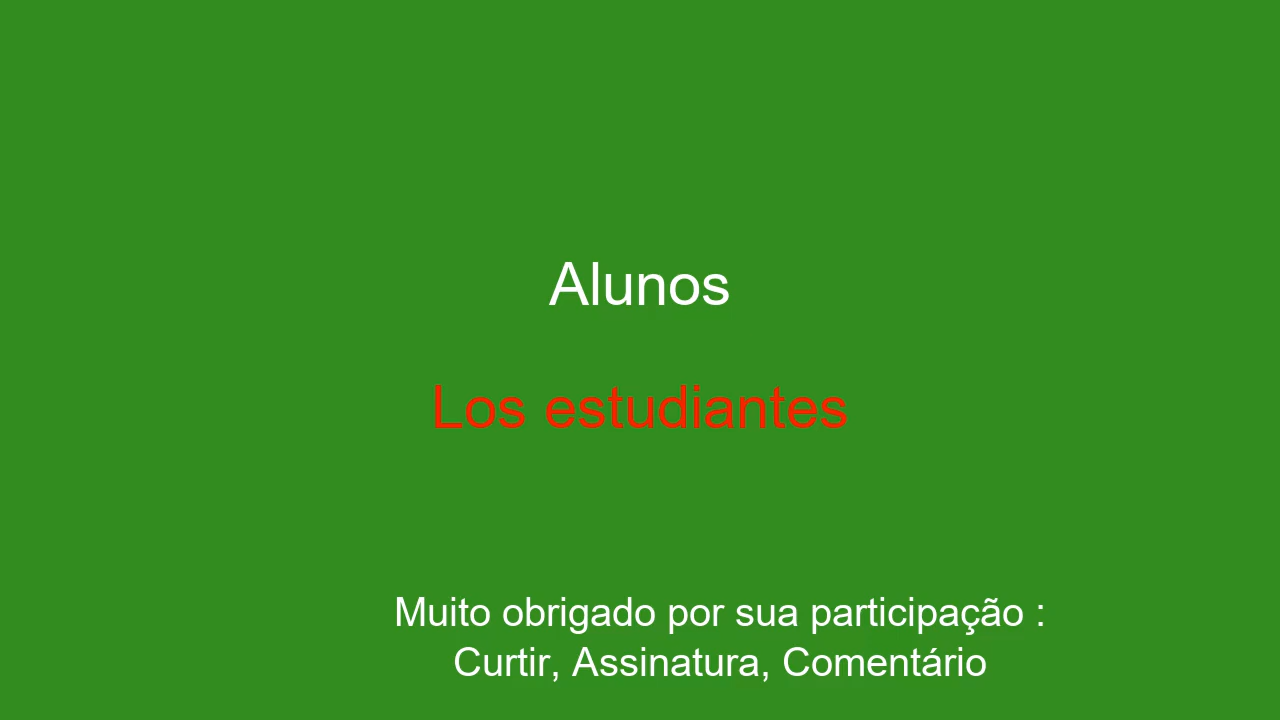 Alunos
Los estudiantes
Muito obrigado por sua participação :
Curtir, Assinatura, Comentário